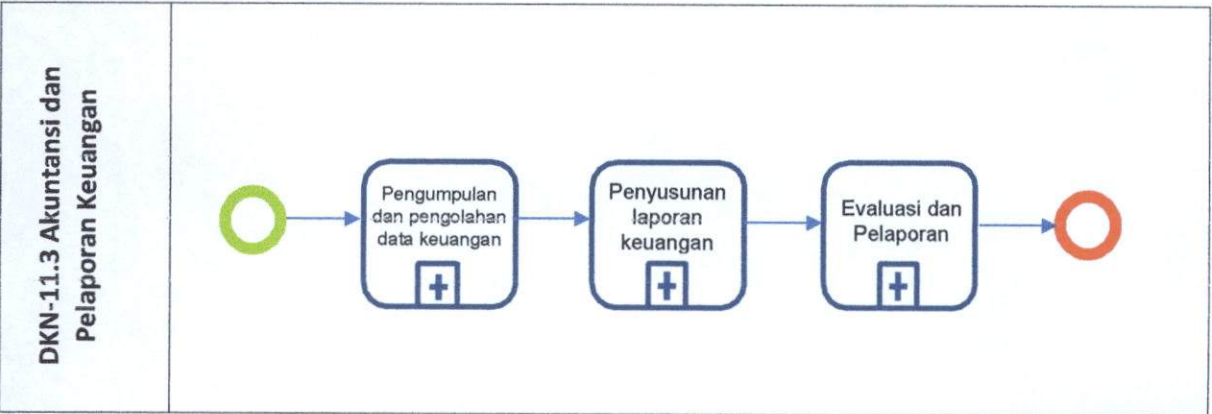 DKN-11.3 Akuntansi dan
Pelaporan Keuangan
Pengumpulan
dan pengolahan
data keuangan
Penyusunan
laporan
keuangan
Evaluasi dan
Pelaporan